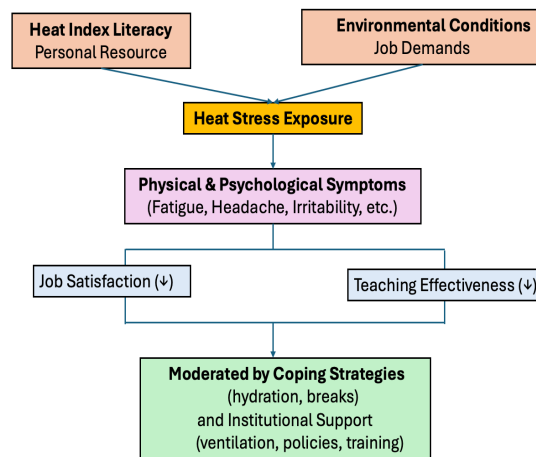 Heat Index Literacy
Personal Resource
Environmental Conditions
Job Demands
Heat Stress Exposure
Physical & Psychological Symptoms
(Fatigue, Headache, Irritability, etc.)
Job Satisfaction (↓)
Teaching Effectiveness (↓)
Moderated by Coping Strategies
(hydration, breaks)
and Institutional Support
(ventilation, policies, training)